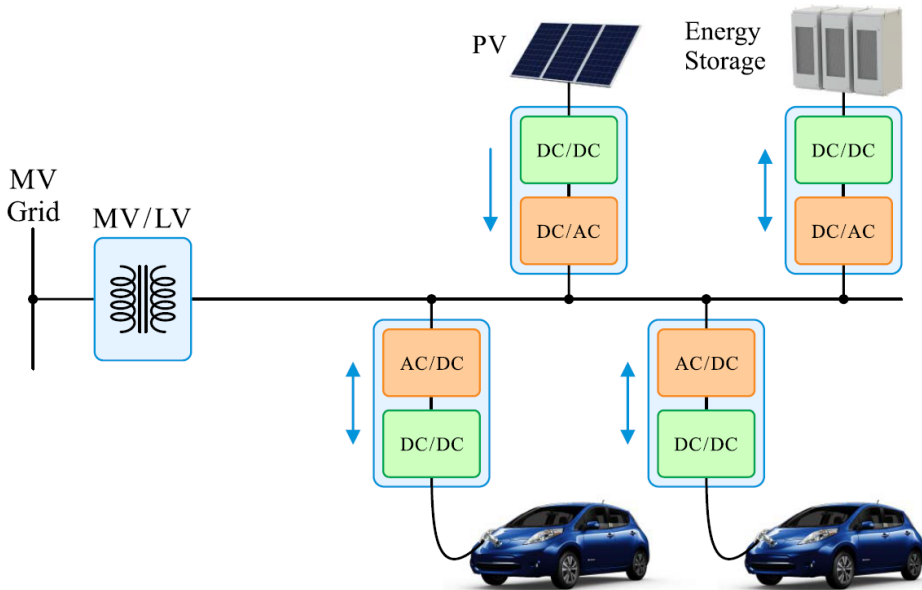 PV
Energy
Storage
DC/DC
DC/AC
DC/DC
DC/AC
MV
Grid
MV/LV
AC/DC
DC/DC
AC/DC
DC/DC